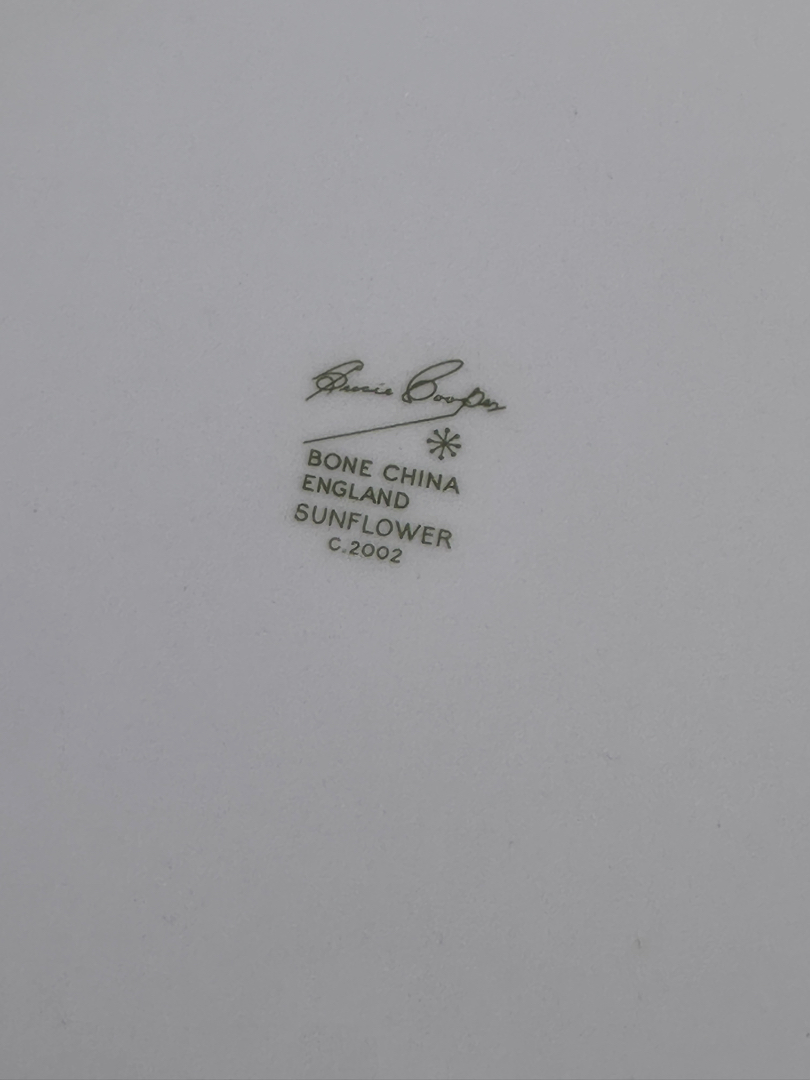 Susie Cooper
BONE CHINA
ENGLAND
SUNFLOWER
C.2002